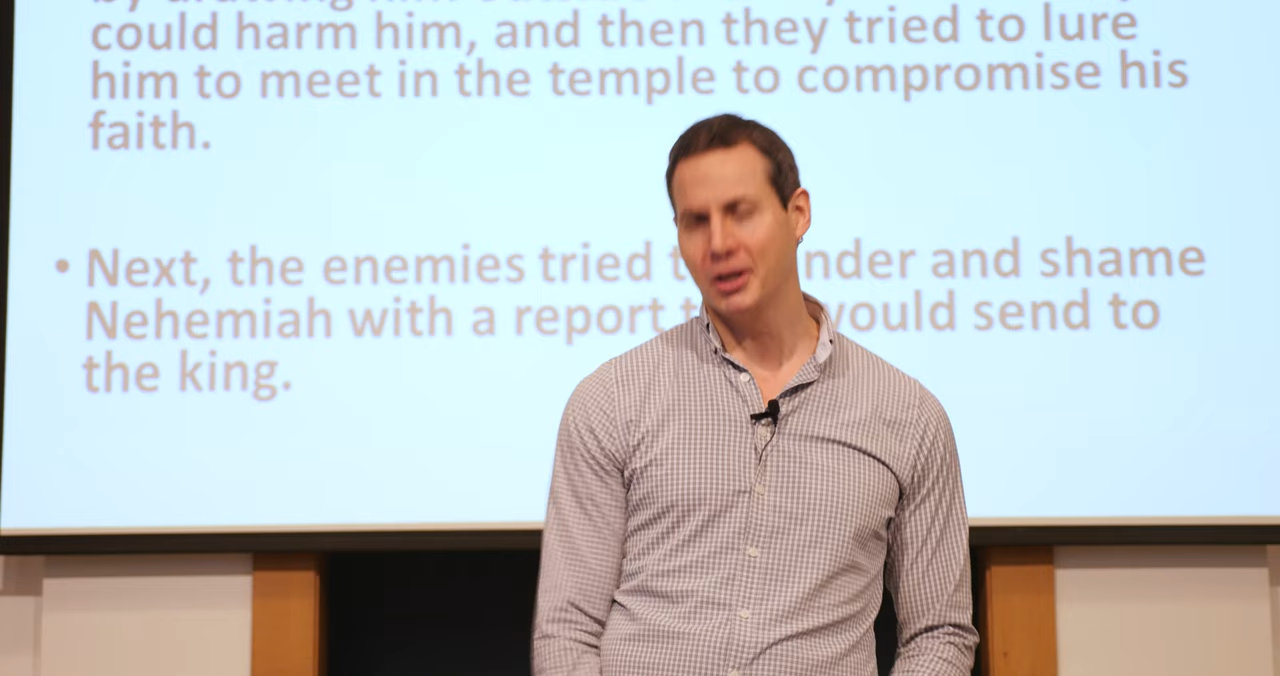 could harm him, and then they tried to lure
him to meet in the temple to compromise his
faith.
• Next, the enemies tried and shame
Nehemiah with a report would send to
the king.